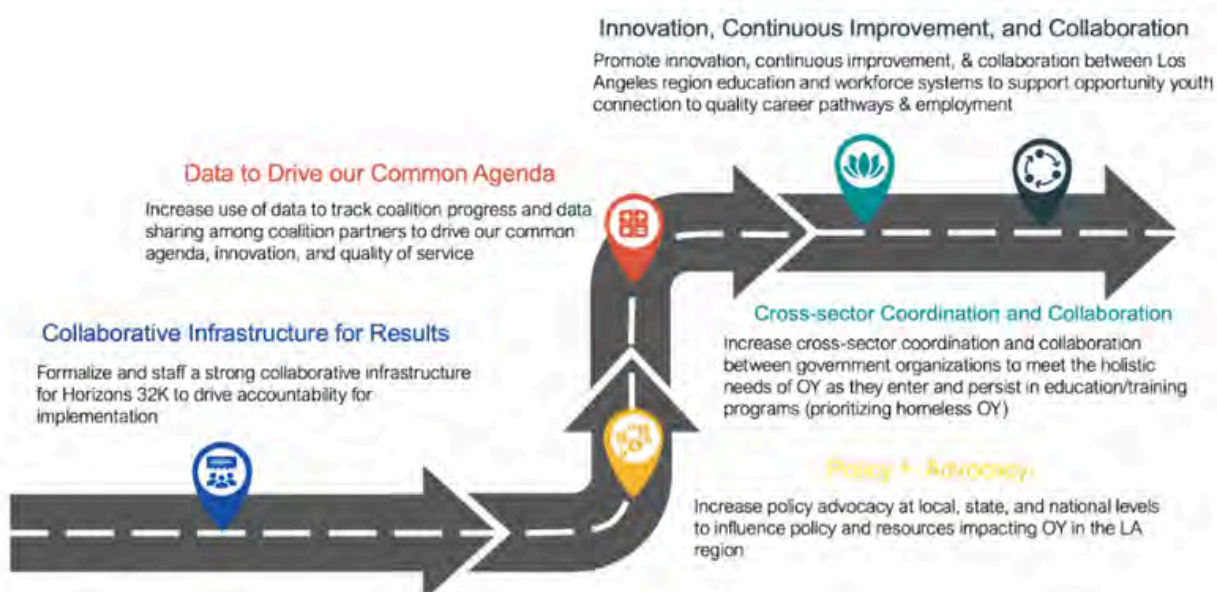 Innovation, Continuous Improvement, and Collaboration
Promote innovation, continuous improvement, & collaboration between Los
Angeles region education and workforce systems to support opportunity youth
connection to quality career pathways & employment
Data to Drive our Common Agenda
Increase use of data to track coalition progress and data
sharing among coalition partners to drive our common
agenda, innovation, and quality of service
Collaborative Infrastructure for Results
Formalize and staff a strong collaborative infrastructure
for Horizons 32K to drive accountability for
implementation
Cross-sector Coordination and Collaboration
Increase cross-sector coordination and collaboration
between government organizations to meet the holistic
needs of OY as they enter and persist in education/training
programs (prioritizing homeless OY)
Policy + Advocacy
Increase policy advocacy at local, state, and national levels
to influence policy and resources impacting OY in the LA
region